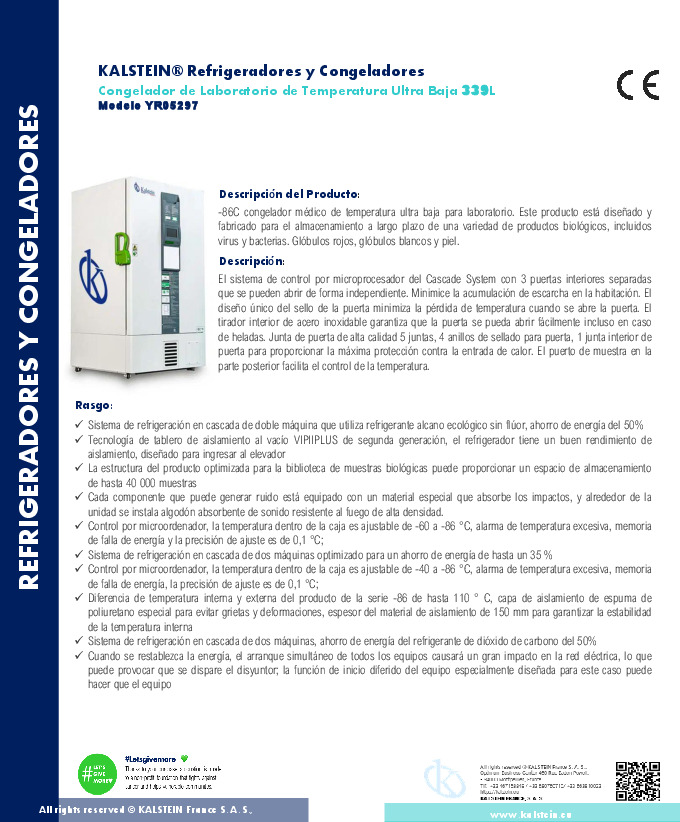 REFRIGERADORES Y CONGELADORES
KALSTEIN® Refrigeradores y Congeladores
Congelador de Laboratorio de Temperatura Ultra Baja 339L
Modelo YR05297
CE
Kalstein
Descripción del Producto:
-86C congelador médico de temperatura ultra baja para laboratorio. Este producto está diseñado y
fabricado para el almacenamiento a largo plazo de una variedad de productos biológicos, incluidos
virus y bacterias. Glóbulos rojos, glóbulos blancos y piel.
Descripción:
El sistema de control por microprocesador del Cascade System con 3 puertas interiores separadas
que se pueden abrir de forma independiente. Minimice la acumulación de escarcha en la habitación. El
diseño único del sello de la puerta minimiza la pérdida de temperatura cuando se abre la puerta. El
tirador interior de acero inoxidable garantiza que la puerta se pueda abrir fácilmente incluso en caso
de heladas. Junta de puerta de alta calidad 5 juntas, 4 anillos de sellado para puerta, 1 junta interior de
puerta para proporcionar la máxima protección contra la entrada de calor. El puerto de muestra en la
parte posterior facilita el control de la temperatura.
Rasgo:
✓ Sistema de refrigeración en cascada de doble máquina que utiliza refrigerante alcano ecológico sin flúor, ahorro de energía del 50%
✓ Tecnología de tablero de aislamiento al vacío VIPIIPLUS de segunda generación, el refrigerador tiene un buen rendimiento de
aislamiento, diseñado para ingresar al elevador
✓ La estructura del producto optimizada para la biblioteca de muestras biológicas puede proporcionar un espacio de almacenamiento
de hasta 40 000 muestras
✓ Cada componente que puede generar ruido está equipado con un material especial que absorbe los impactos, y alrededor de la
unidad se instala algodón absorbente de sonido resistente al fuego de alta densidad.
✓ Control por microordenador, la temperatura dentro de la caja es ajustable de -60 a -86 °C, alarma de temperatura excesiva, memoria
de falla de energía y la precisión de ajuste es de 0,1 °C;
✓ Sistema de refrigeración en cascada de dos máquinas optimizado para un ahorro de energía de hasta un 35 %
✓ Control por microordenador, la temperatura dentro de la caja es ajustable de -40 a -86 °C, alarma de temperatura excesiva, memoria
de falla de energía, la precisión de ajuste es de 0,1 °C;
✓ Diferencia de temperatura interna y externa del producto de la serie -86 de hasta 110 ° C, capa de aislamiento de espuma de
poliuretano especial para evitar grietas y deformaciones, espesor del material de aislamiento de 150 mm para garantizar la estabilidad
de la temperatura interna
✓ Sistema de refrigeración en cascada de dos máquinas, ahorro de energía del refrigerante de dióxido de carbono del 50%
✓ Cuando se restablezca la energía, el arranque simultáneo de todos los equipos causará un gran impacto en la red eléctrica, lo que
puede provocar que se dispare el disyuntor; la función de inicio diferido del equipo especialmente diseñada para este caso puede
hacer que el equipo
# LET'S
GIVE
MORE
#Letsgivemore
All rights reserved © KALSTEIN France S.A.S.,
KALSTEIN FRANCE, S.A.S
All rights reserved © KALSTEIN France S.A.S.,
www.kalstein.co